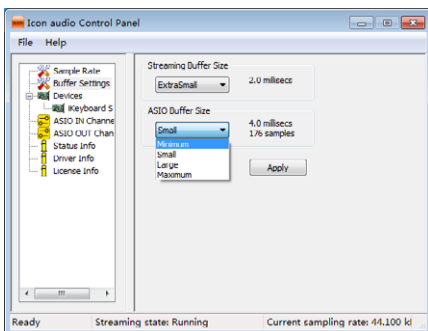 Icon audio Control Panel
File Help
Sample Rate
Buffer Settings
Devices
iKeyboard S
ASIO IN Channe
ASIO OUT Chan
Status Info
Driver Info
License Info
Streaming Buffer Size
ExtraSmall
2.0 milisecs
ASIO Buffer Size
Small
4.0 milisecs
176 samples
Minimum
Small
Large
Maximum
Apply
Ready
Streaming state: Running
Current sampling rate: 44.100 kl